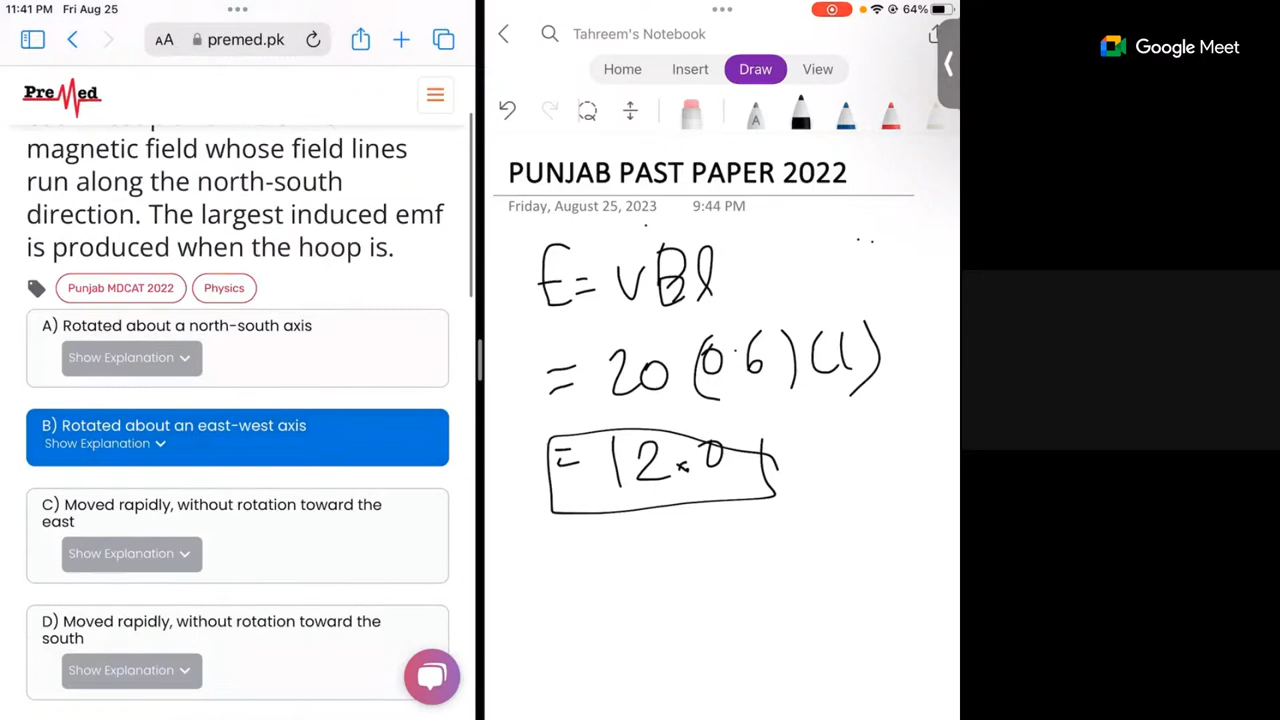 11:41 PM Fri Aug 25
AA premed.pk
PreMed
magnetic field whose field lines
run along the north-south
direction. The largest induced emf
is produced when the hoop is.
Punjab MDCAT 2022 Physics
A) Rotated about a north-south axis
Show Explanation
B) Rotated about an east-west axis
Show Explanation
C) Moved rapidly, without rotation toward the
east
Show Explanation
D) Moved rapidly, without rotation toward the
south
Show Explanation
64%
Tahreem's Notebook
Home Insert Draw View
A
PUNJAB PAST PAPER 2022
Friday, August 25, 2023 9:44 PM
E = vBl
= 20 (0.6) (1)
= 12.0
Google Meet